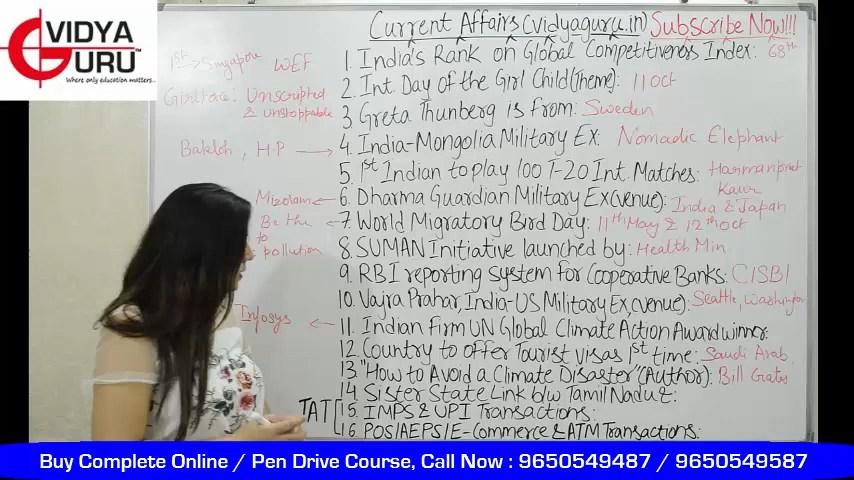 VIDYA
GURU
Where only education matters...
Current Affairs (vidyaguru.in) Subscribe Now!!!
1st → Singapore WEF
1. India's Rank on Global Competitiveness Index: 68th
Girlforce: Unscripted & Unstoppable
2. Int. Day of the Girl Child (Theme): 11 Oct
3 Greta Thunberg is from: Sweden
Bakloh, H.P →
4. India-Mongolia Military Ex: Nomadic Elephant
5. 1st Indian to play 100 T-20 Int. Matches: Harmanpreet Kaur
Mizoram ←
6. Dharma Guardian Military Ex (venue): India & Japan
Be the to pollution ←
7. World Migratory Bird Day: 11th May & 12th Oct
8. SUMAN Initiative launched by: Health Min.
9. RBI reporting system for Cooperative Banks: CISBI
10. Vajra Prahar, India-US Military Ex, (venue): Seattle, Washington
Infosys ←
11. Indian Firm UN Global Climate Action Award winner:
12 Country to offer Tourist visas 1st time: Saudi Arab
13 "How to Avoid a Climate Disaster" (Author): Bill Gates
14. Sister State Link b/w Tamil Nadu &:
TAT
15. IMPS & UPI Transactions:
16. POS/AEPS/E-Commerce & ATM Transactions:
Buy Complete Online / Pen Drive Course, Call Now : 9650549487 / 9650549587